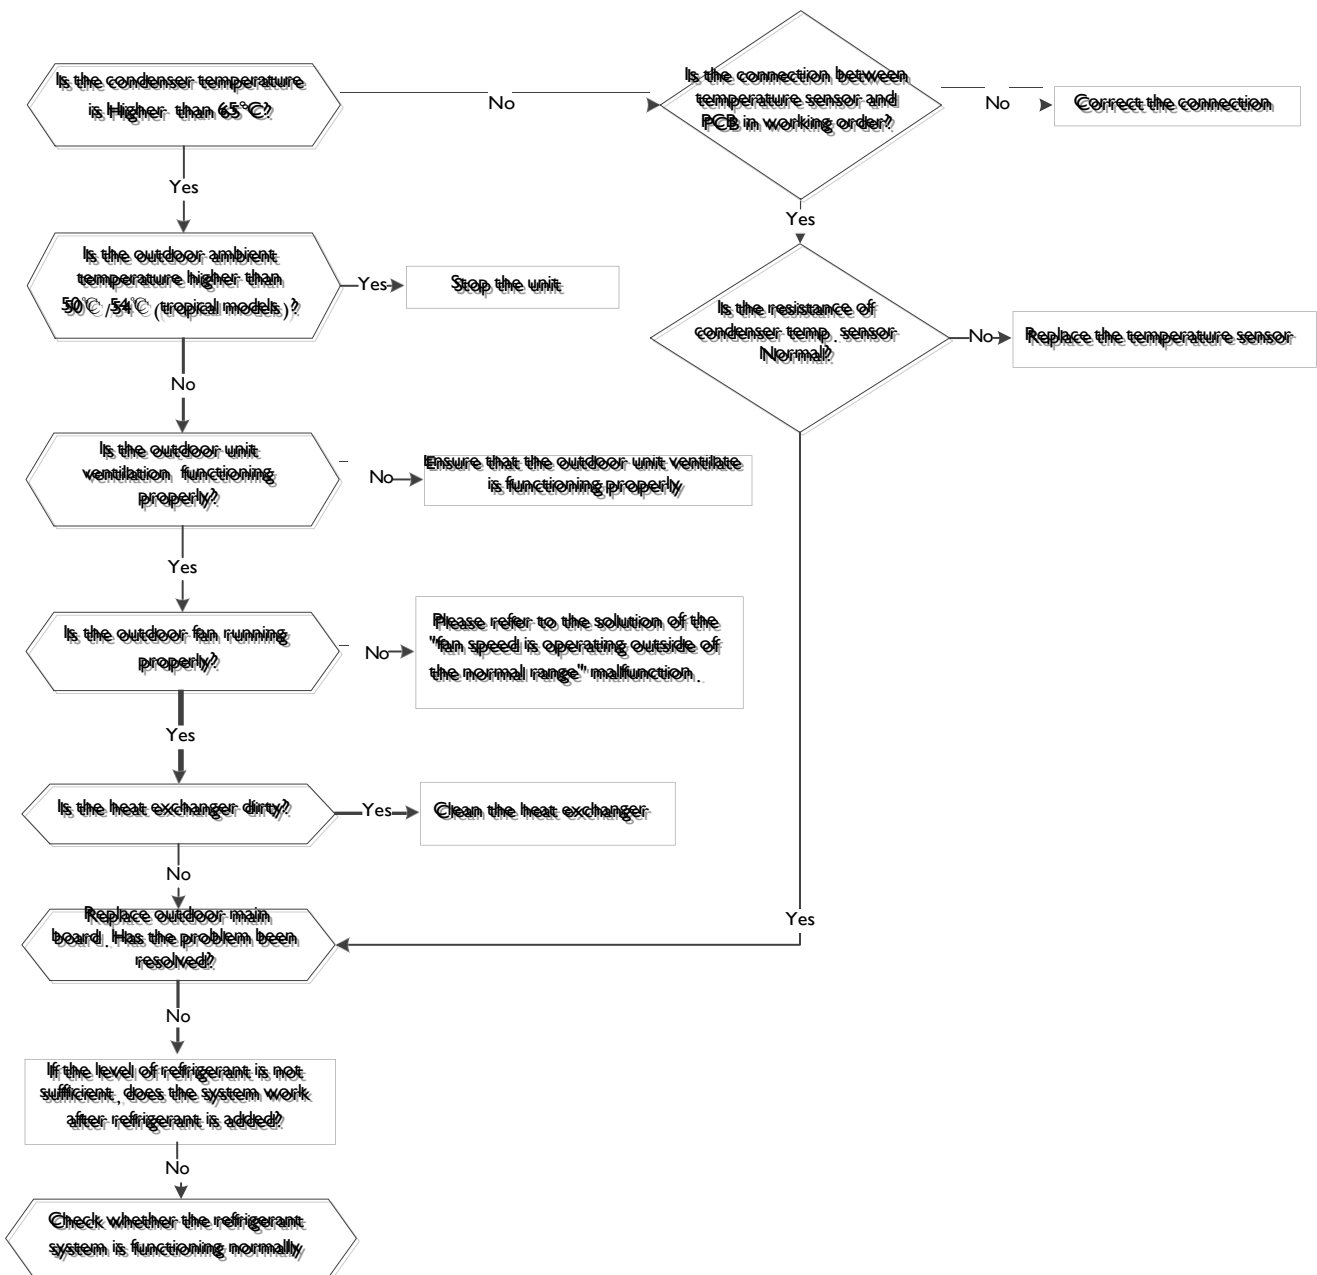 Is the condenser temperature
is Higher than 65°C?
No
Is the connection between
temperature sensor and
PCB in working order?
No
Correct the connection
Yes
Yes
Is the outdoor ambient
temperature higher than
50℃/54℃ (tropical models)?
Yes
Stop the unit
Is the resistance of
condenser temp. sensor
Normal?
No
Replace the temperature sensor
No
Is the outdoor unit
ventilation functioning
properly?
No
Ensure that the outdoor unit ventilate
is functioning properly
Yes
Is the outdoor fan running
properly?
No
Please refer to the solution of the
"fan speed is operating outside of
the normal range" malfunction.
Yes
Is the heat exchanger dirty?
Yes
Clean the heat exchanger
No
Yes
Replace outdoor main
board. Has the problem been
resolved?
No
If the level of refrigerant is not
sufficient, does the system work
after refrigerant is added?
No
Check whether the refrigerant
system is functioning normally